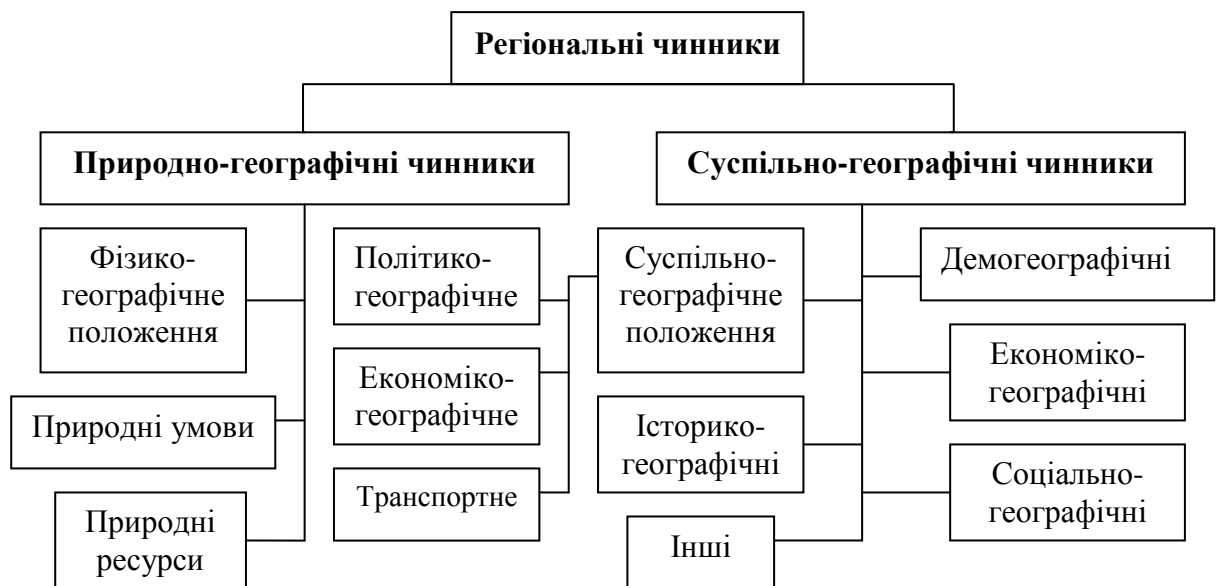 Регіональні чинники
Природно-географічні чинники
Суспільно-географічні чинники
Фізико-
географічне
положення
Природні умови
Природні
ресурси
Політико-
географічне
Економіко-
географічне
Транспортне
Суспільно-
географічне
положення
Історико-
географічні
Інші
Демогеографічні
Економіко-
географічні
Соціально-
географічні